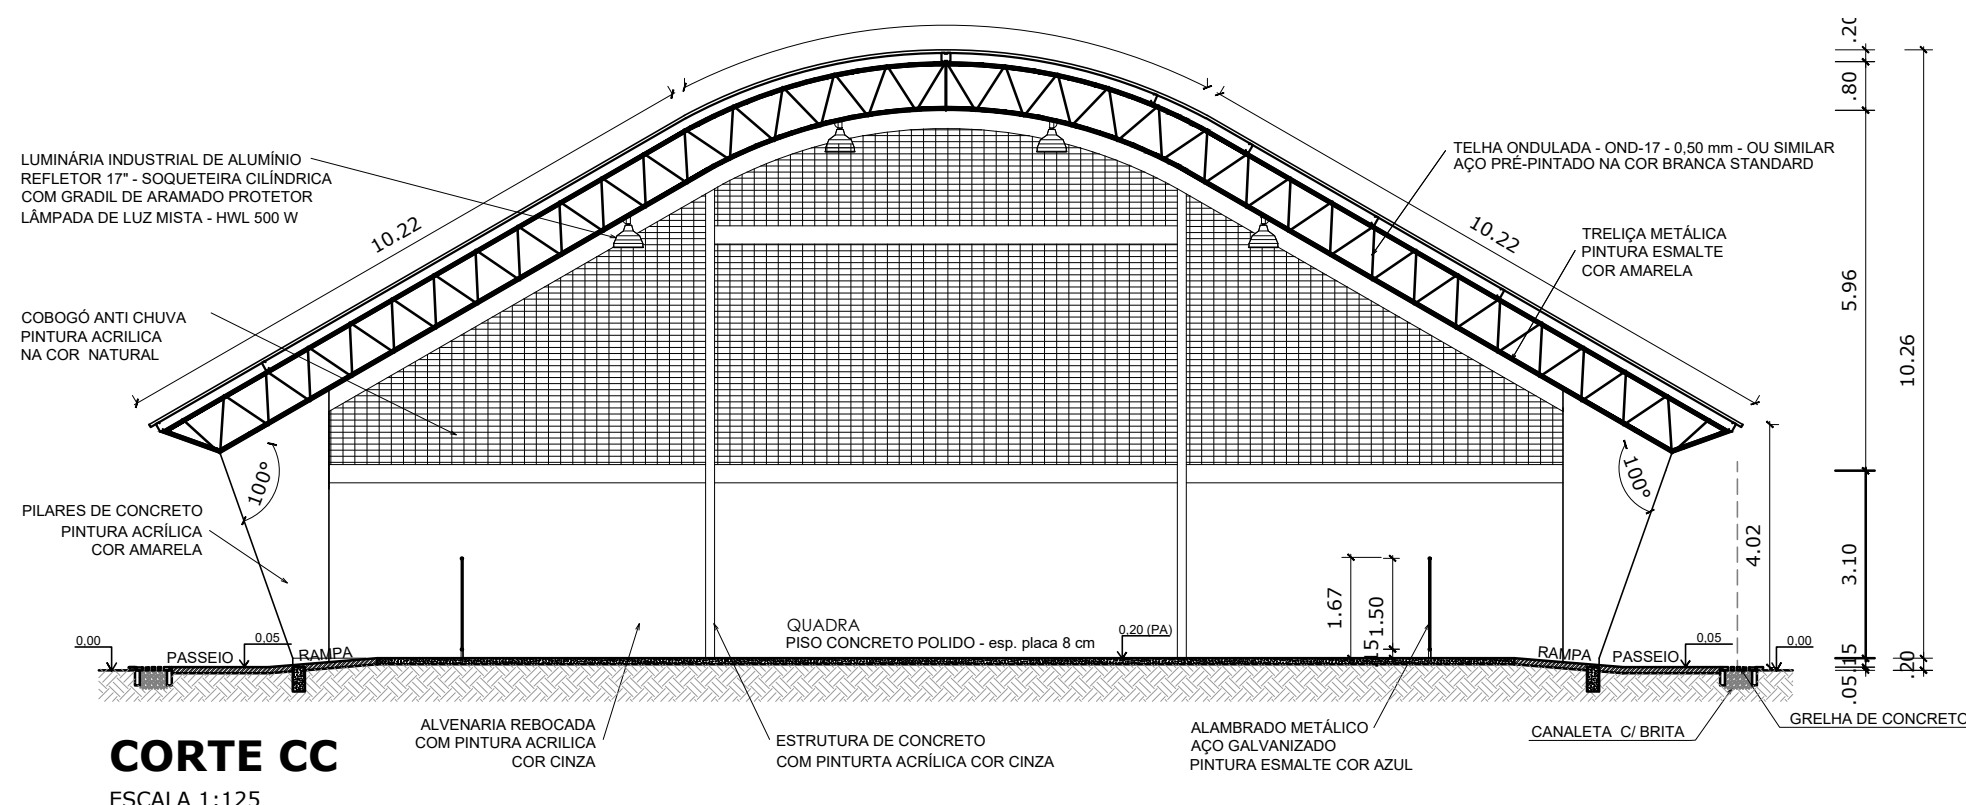 .20
.80
5.96
10.26
3.10
.15
.05
.20
4.02
LUMINÁRIA INDUSTRIAL DE ALUMÍNIO
REFLETOR 17" - SOQUETEIRA CILÍNDRICA
COM GRADIL DE ARAMADO PROTETOR
LÂMPADA DE LUZ MISTA - HWL 500 W
10.22
10.22
TELHA ONDULADA - OND-17 - 0,50 mm - OU SIMILAR
AÇO PRÉ-PINTADO NA COR BRANCA STANDARD
TRELIÇA METÁLICA
PINTURA ESMALTE
COR AMARELA
COBOGÓ ANTI CHUVA
PINTURA ACRILICA
NA COR NATURAL
100°
100°
PILARES DE CONCRETO
PINTURA ACRÍLICA
COR AMARELA
1.67
1.50
QUADRA
PISO CONCRETO POLIDO - esp. placa 8 cm
0,20 (PA)
0,00
PASSEIO
0,05
RAMPA
RAMPA
PASSEIO
0,05
0,00
ALVENARIA REBOCADA
COM PINTURA ACRILICA
COR CINZA
ESTRUTURA DE CONCRETO
COM PINTURTA ACRÍLICA COR CINZA
ALAMBRADO METÁLICO
AÇO GALVANIZADO
PINTURA ESMALTE COR AZUL
CANALETA C/ BRITA
GRELHA DE CONCRETO
CORTE CC
ESCALA 1:125